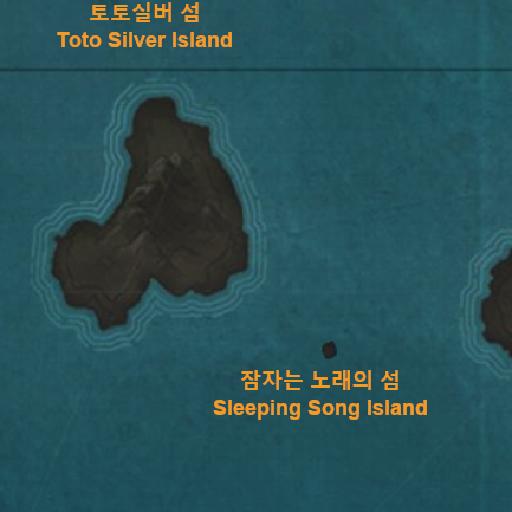 토토실버 섬
Toto Silver Island
잠자는 노래의 섬
Sleeping Song Island